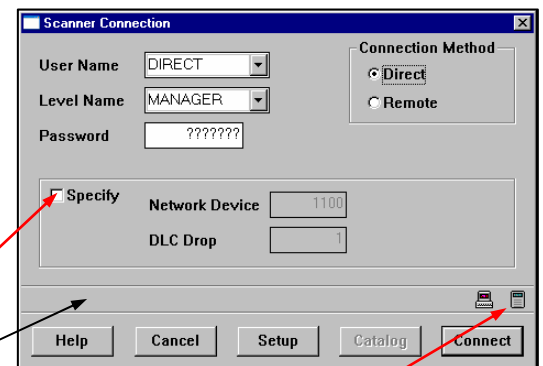 Scanner Connection
User Name DIRECT
Level Name MANAGER
Password ???????
Connection Method
Direct
Remote
Specify
Network Device 1100
DLC Drop 1
Help Cancel Setup Catalog Connect